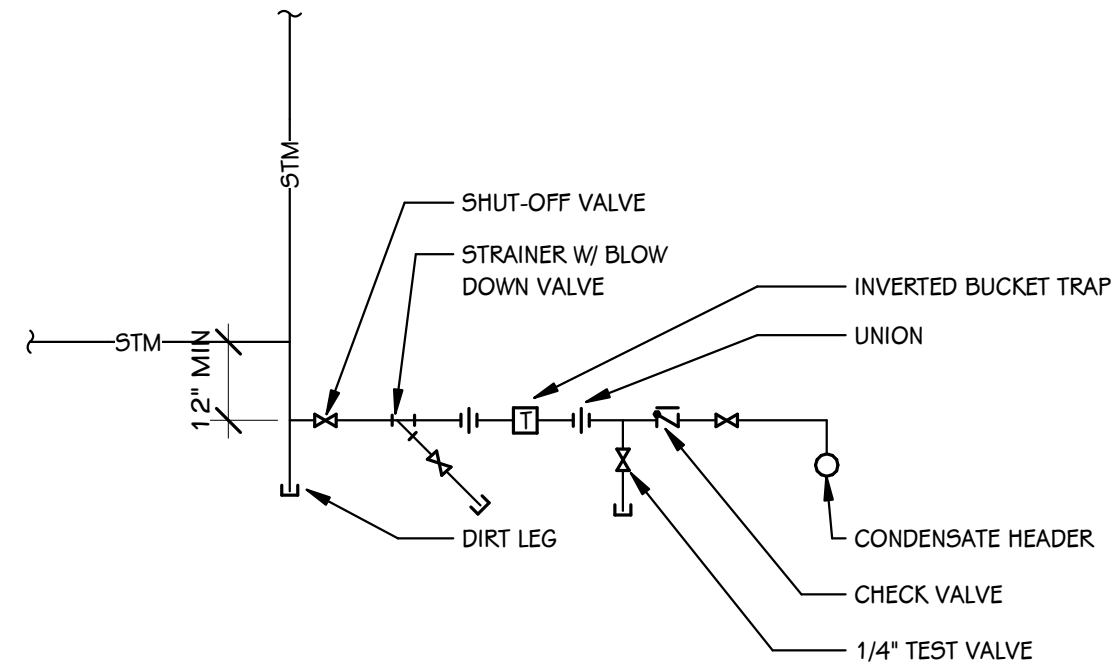 STM
SHUT-OFF VALVE
STRAINER W/ BLOW
DOWN VALVE
INVERTED BUCKET TRAP
UNION
STM
12" MIN
T
DIRT LEG
CONDENSATE HEADER
CHECK VALVE
1/4" TEST VALVE